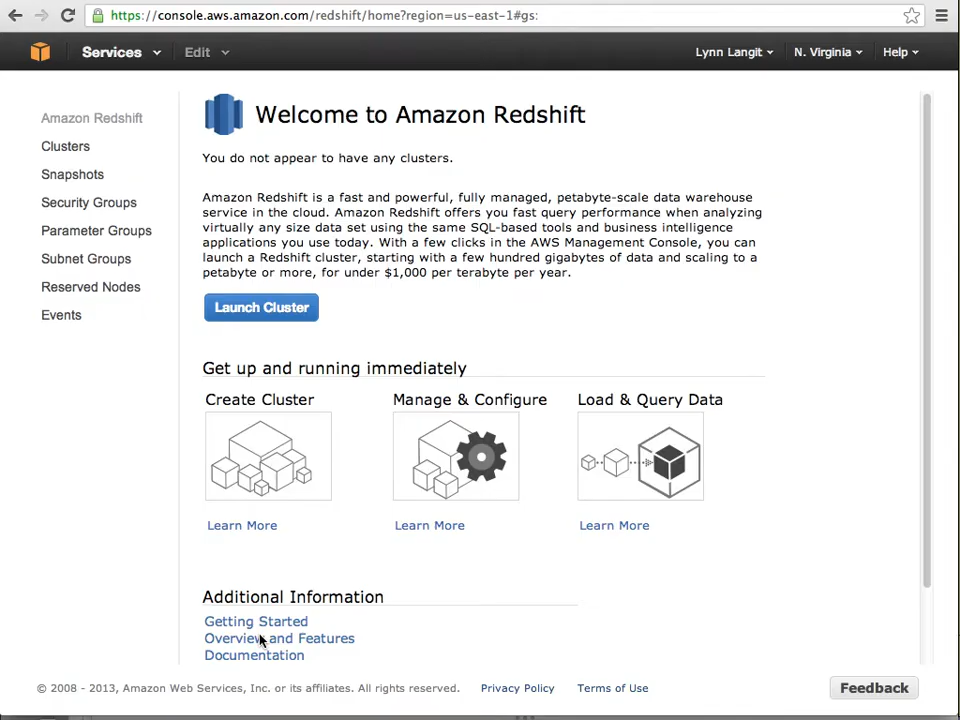 https://console.aws.amazon.com/redshift/home?region=us-east-1#gs:
Services Edit Lynn Langit N. Virginia Help
Amazon Redshift
Clusters
Snapshots
Security Groups
Parameter Groups
Subnet Groups
Reserved Nodes
Events
Welcome to Amazon Redshift
You do not appear to have any clusters.
Amazon Redshift is a fast and powerful, fully managed, petabyte-scale data warehouse
service in the cloud. Amazon Redshift offers you fast query performance when analyzing
virtually any size data set using the same SQL-based tools and business intelligence
applications you use today. With a few clicks in the AWS Management Console, you can
launch a Redshift cluster, starting with a few hundred gigabytes of data and scaling to a
petabyte or more, for under $1,000 per terabyte per year.
Launch Cluster
Get up and running immediately
Create Cluster Manage & Configure Load & Query Data
Learn More Learn More Learn More
Additional Information
Getting Started
Overview and Features
Documentation
© 2008 - 2013, Amazon Web Services, Inc. or its affiliates. All rights reserved. Privacy Policy Terms of Use Feedback